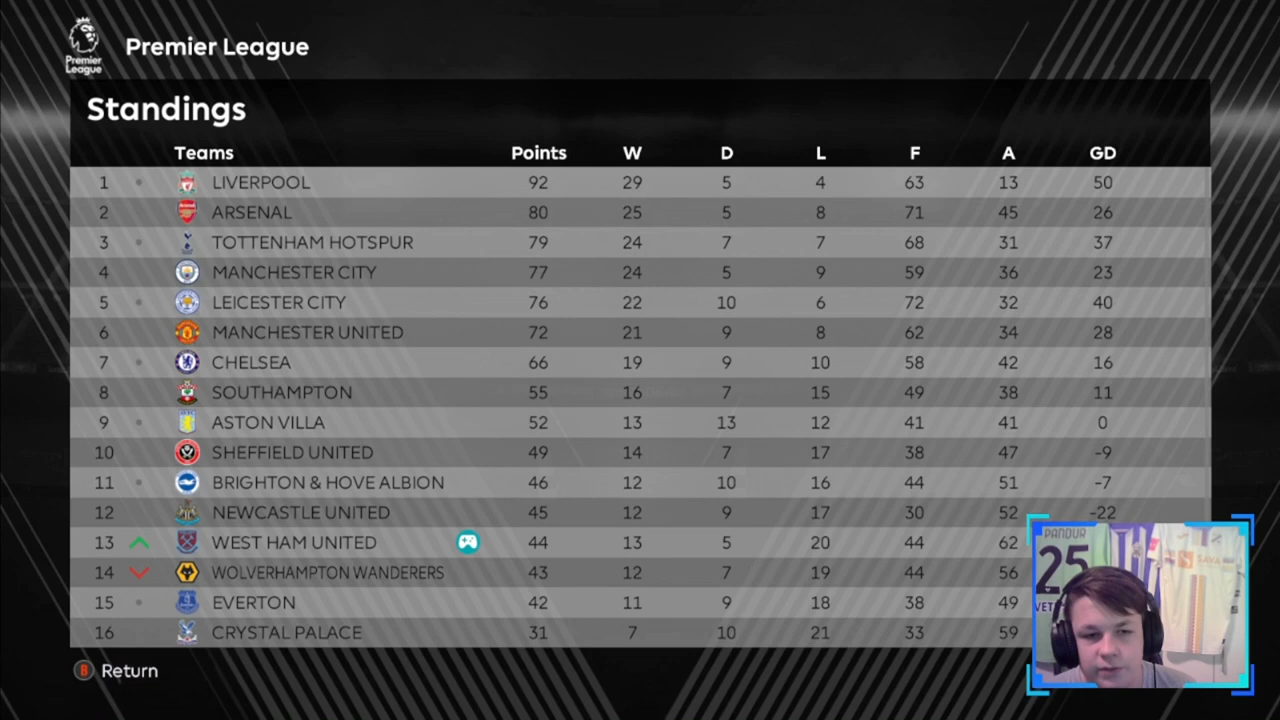 Premier League
Premier League
Standings
Teams Points W D L F A GD
1 LIVERPOOL 92 29 5 4 63 13 50
2 ARSENAL 80 25 5 8 71 45 26
3 TOTTENHAM HOTSPUR 79 24 7 7 68 31 37
4 MANCHESTER CITY 77 24 5 9 59 36 23
5 LEICESTER CITY 76 22 10 6 72 32 40
6 MANCHESTER UNITED 72 21 9 8 62 34 28
7 CHELSEA 66 19 9 10 58 42 16
8 SOUTHAMPTON 55 16 7 15 49 38 11
9 ASTON VILLA 52 13 13 12 41 41 0
10 SHEFFIELD UNITED 49 14 7 17 38 47 -9
11 BRIGHTON & HOVE ALBION 46 12 10 16 44 51 -7
12 NEWCASTLE UNITED 45 12 9 17 30 52 -22
13 WEST HAM UNITED 44 13 5 20 44 62
14 WOLVERHAMPTON WANDERERS 43 12 7 19 44 56
15 EVERTON 42 11 9 18 38 49
16 CRYSTAL PALACE 31 7 10 21 33 59
PANDUR
25
B Return